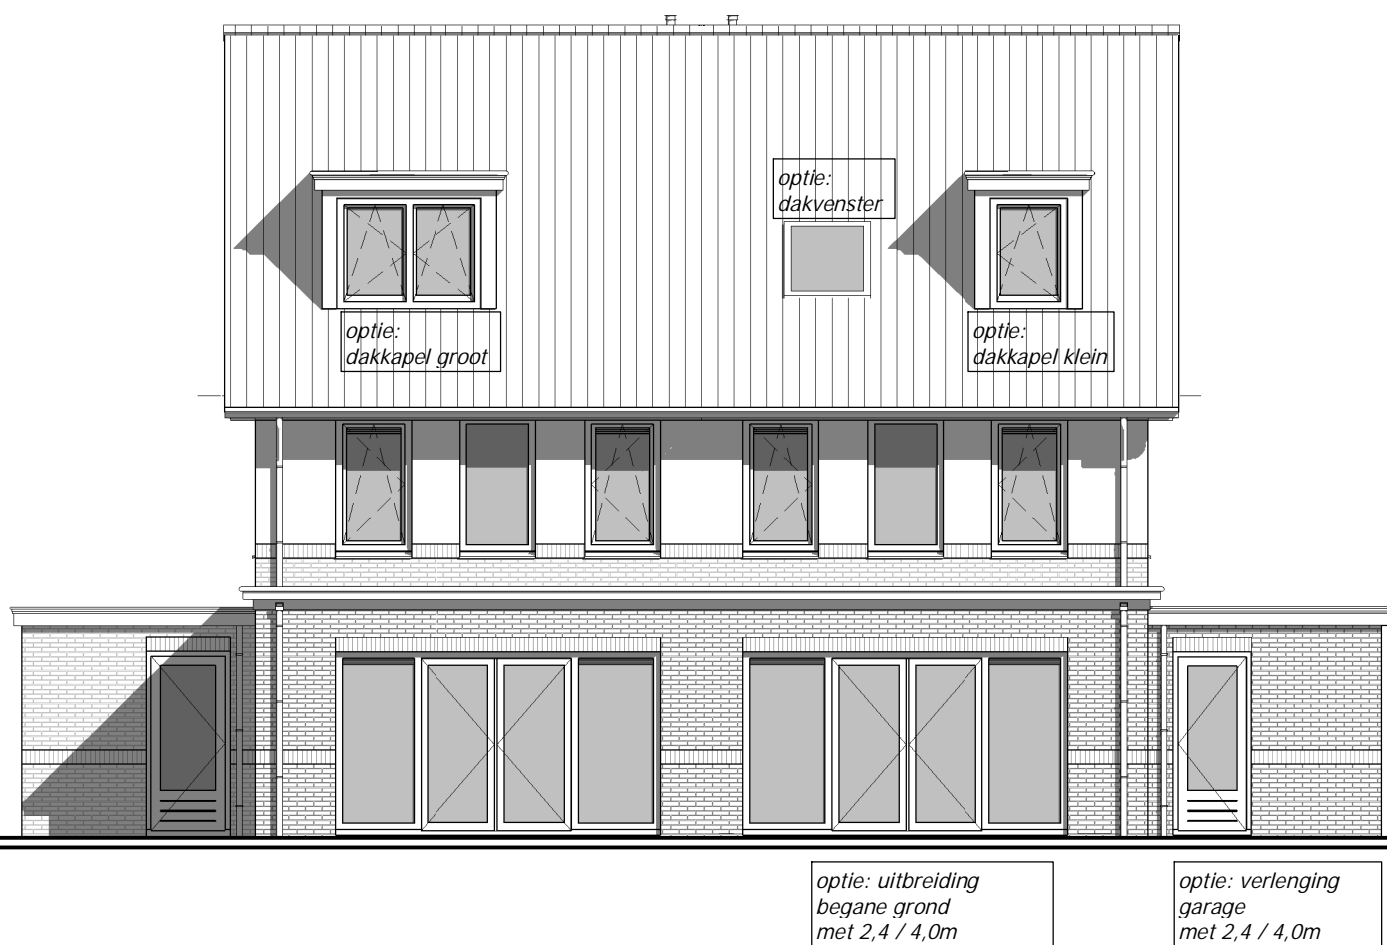 optie:
dakvenster
optie:
dakkapel groot
optie:
dakkapel klein
optie: uitbreiding
begane grond
met 2,4 / 4,0m
optie: verlenging
garage
met 2,4 / 4,0m